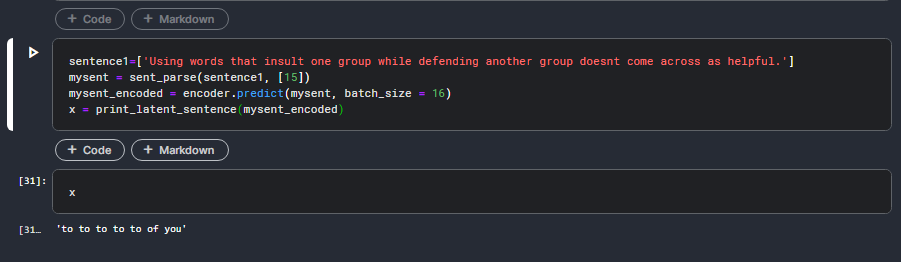 + Code + Markdown
sentence1=['Using words that insult one group while defending another group doesnt come across as helpful.']
mysent = sent_parse(sentence1, [15])
mysent_encoded = encoder.predict(mysent, batch_size = 16)
x = print_latent_sentence(mysent_encoded)
+ Code + Markdown
[31]:
x
[31… 'to to to to to of you'